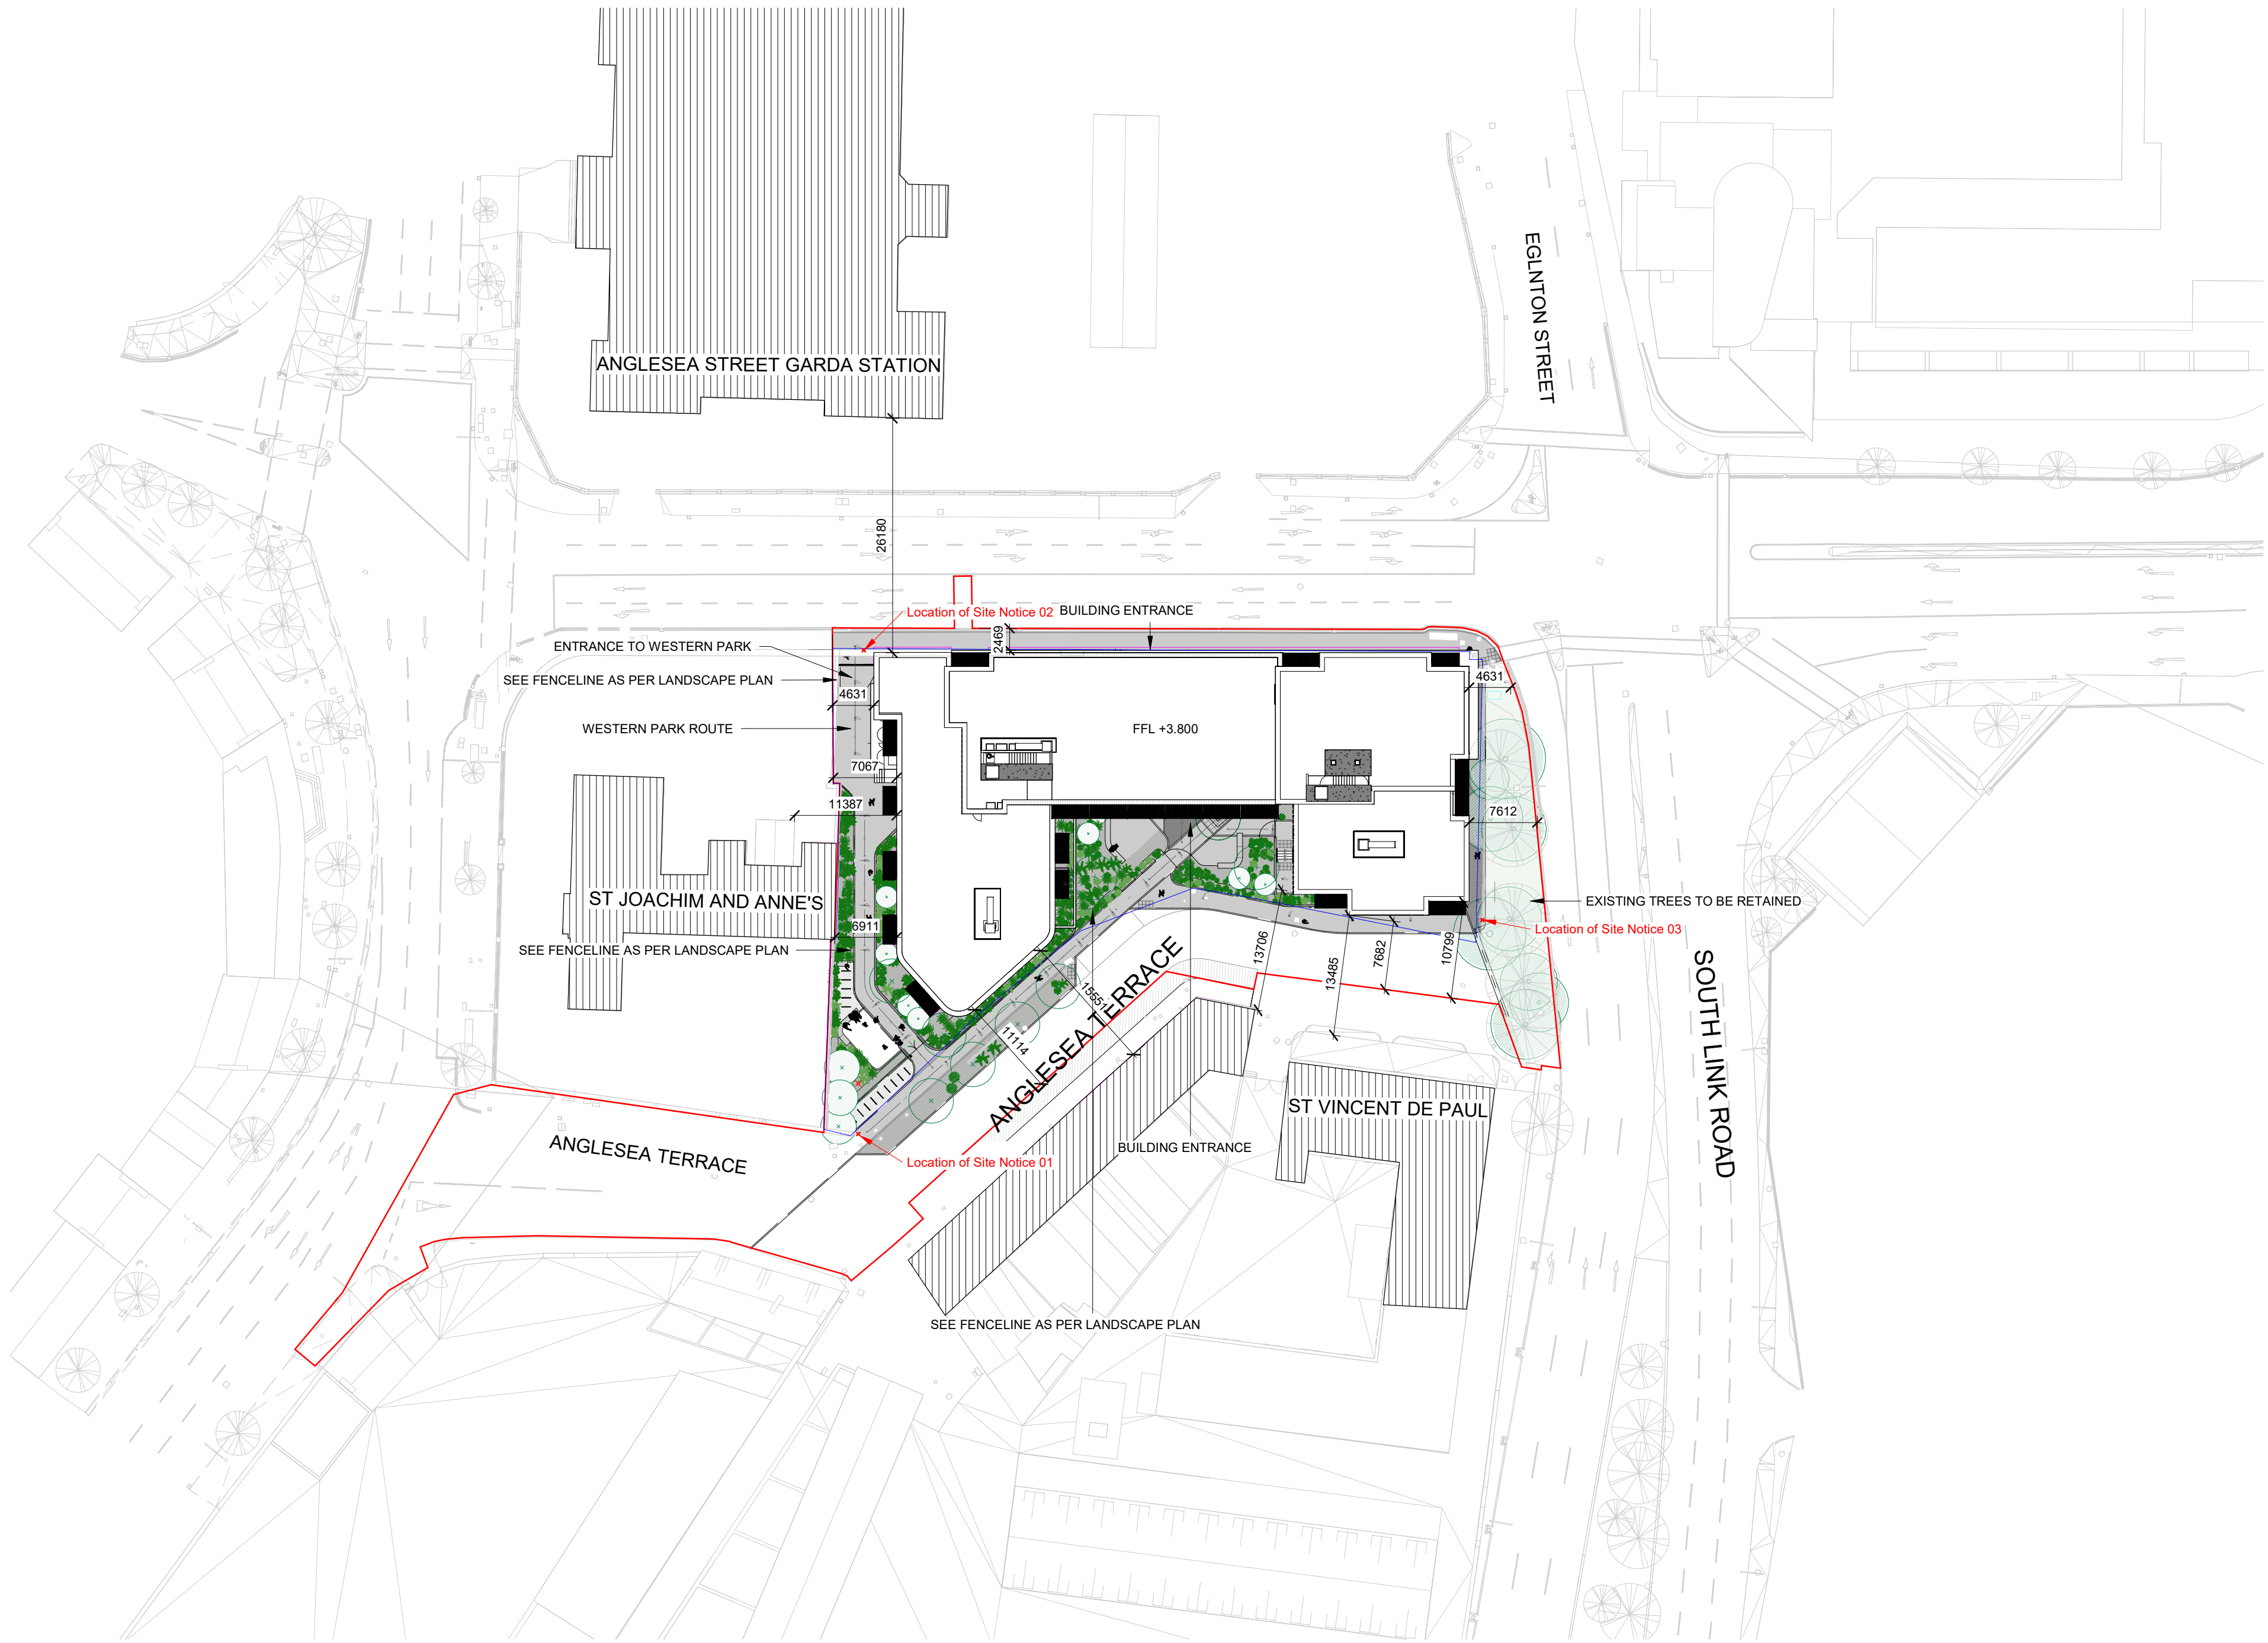 EGLNTON STREET
ANGLESEA STREET GARDA STATION
26180
Location of Site Notice 02
BUILDING ENTRANCE
2469
ENTRANCE TO WESTERN PARK
SEE FENCELINE AS PER LANDSCAPE PLAN
4631
4631
WESTERN PARK ROUTE
FFL +3.800
7067
11387
7612
ST JOACHIM AND ANNE'S
EXISTING TREES TO BE RETAINED
6911
Location of Site Notice 03
SEE FENCELINE AS PER LANDSCAPE PLAN
13706
13485
7682
10799
15551
11114
ANGLESEA TERRACE
SOUTH LINK ROAD
ST VINCENT DE PAUL
ANGLESEA TERRACE
BUILDING ENTRANCE
Location of Site Notice 01
SEE FENCELINE AS PER LANDSCAPE PLAN